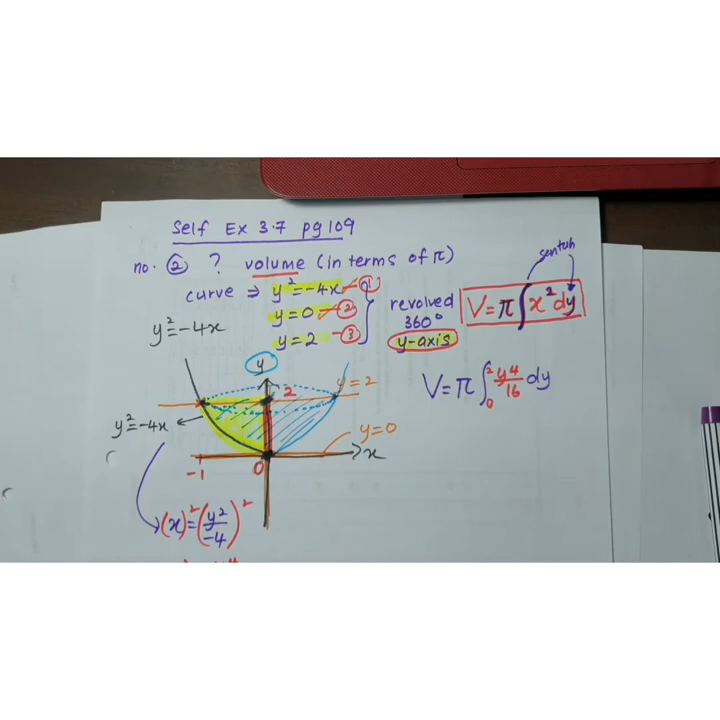 Self Ex 3.7 pg 109
no. ② ? volume (in terms of π)
curve ⇒ y² = -4x ①
y = 0 ②
y = 2 ③
revolved
360°
y-axis
sentuh
V = π ∫ x² dy
y² = -4x
V = π ∫₀² y4/16 dy
y
2
y = 2
y² = -4x
y = 0
x
-1
0
(x)² = (y²/-4)²